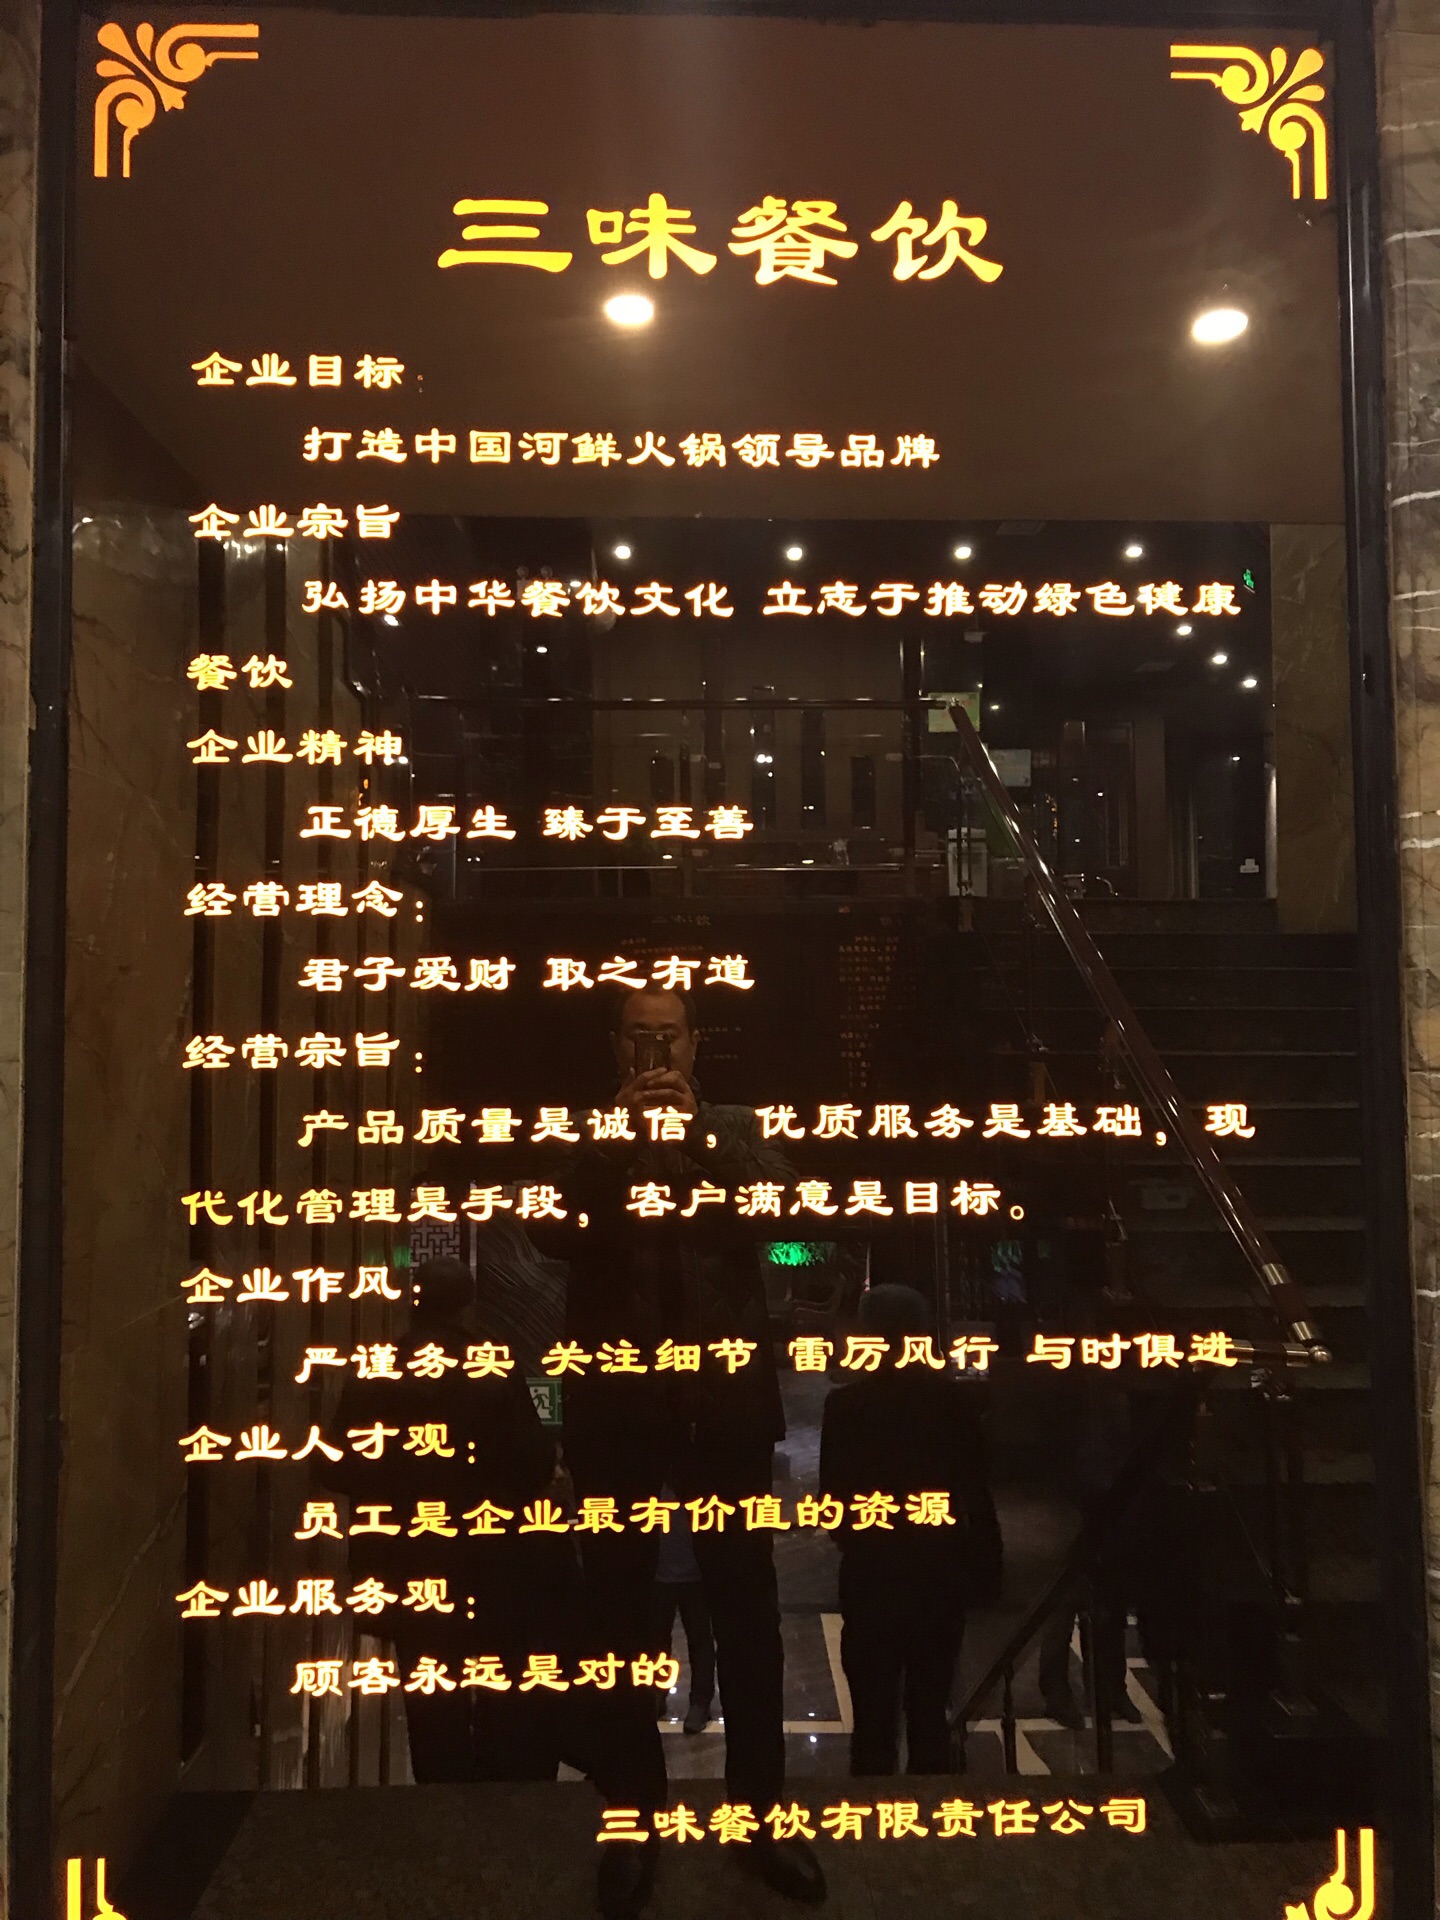 三味餐饮
企业目标：
打造中国河鲜火锅领导品牌
企业宗旨
弘扬中华餐饮文化 立志于推动绿色健康
餐饮
企业精神
正德厚生 臻于至善
经营理念：
君子爱财 取之有道
经营宗旨：
产品质量是诚信，优质服务是基础，现
代化管理是手段，客户满意是目标。
企业作风：
严谨务实 关注细节 雷厉风行 与时俱进
企业人才观：
员工是企业最有价值的资源
企业服务观：
顾客永远是对的
三味餐饮有限责任公司